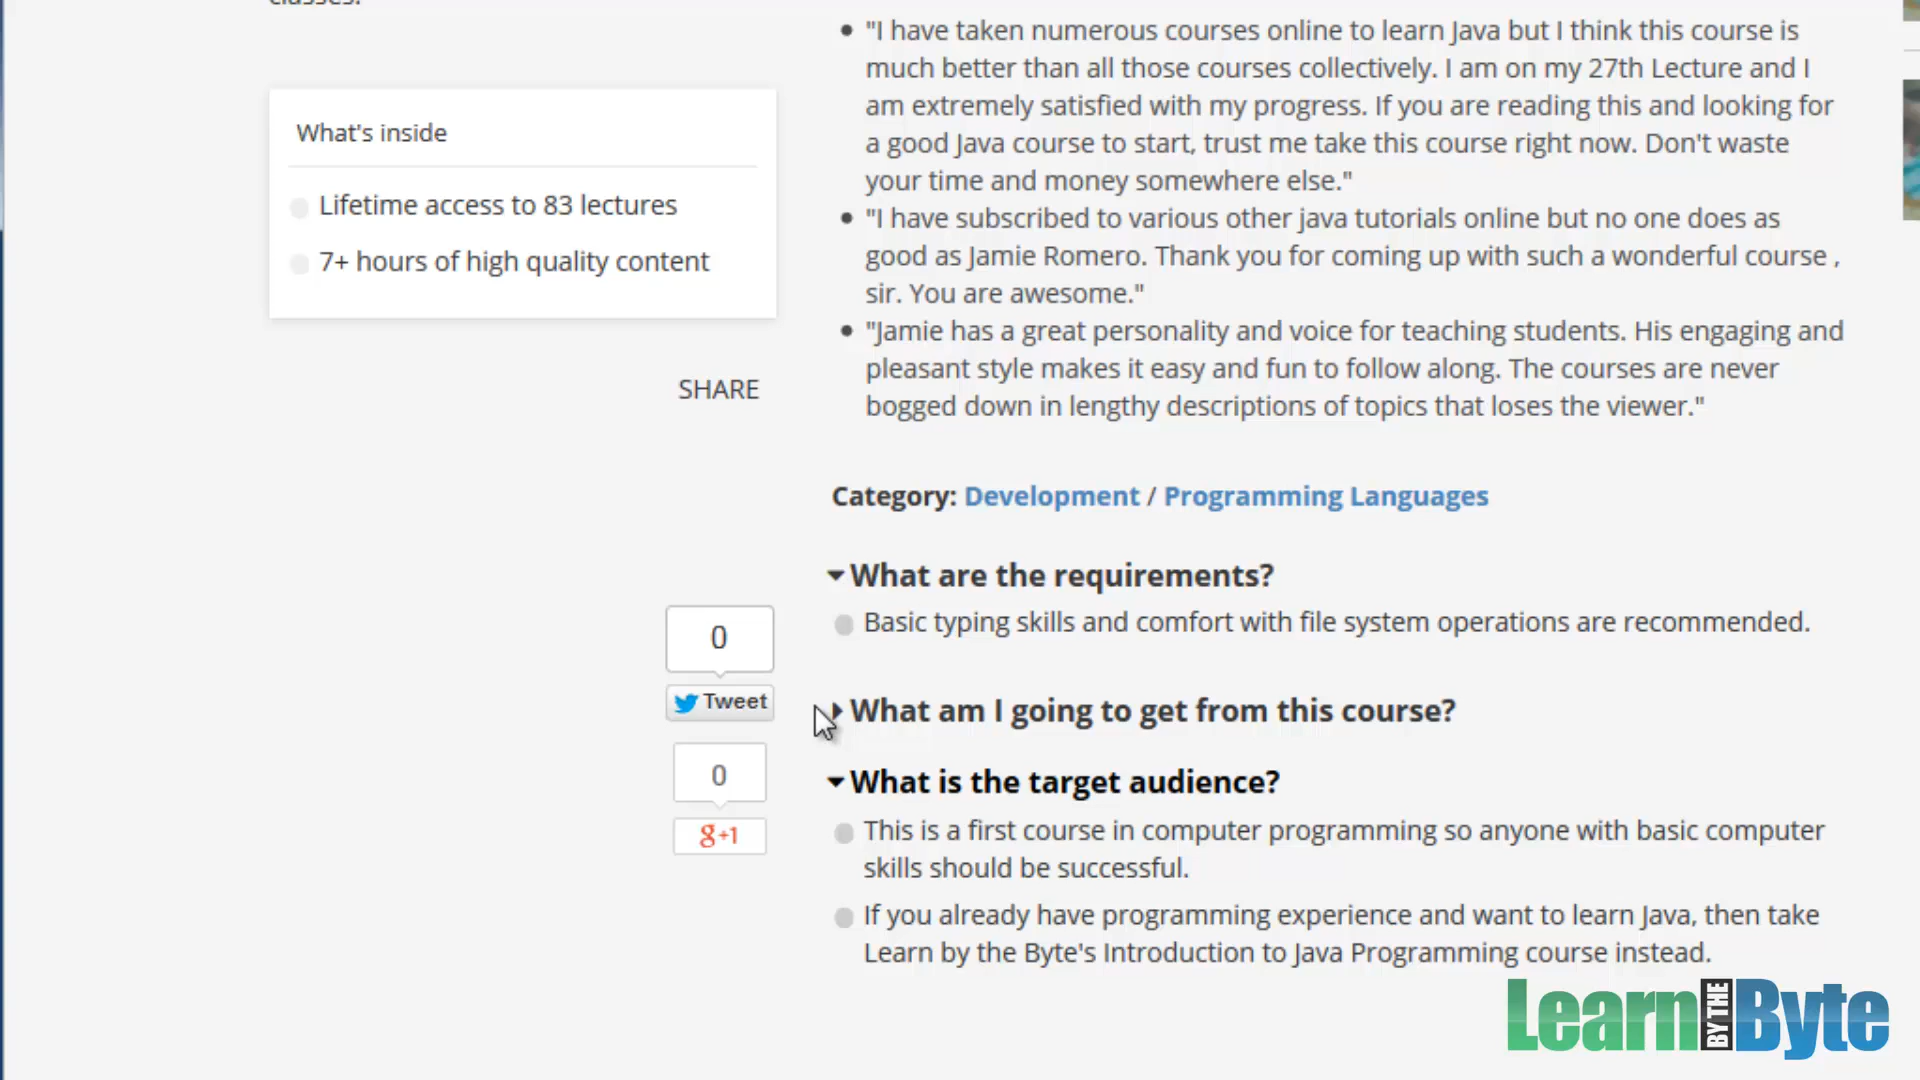 classes.
What's inside
Lifetime access to 83 lectures
7+ hours of high quality content
SHARE
0
Tweet
0
g+1
"I have taken numerous courses online to learn Java but I think this course is
much better than all those courses collectively. I am on my 27th Lecture and I
am extremely satisfied with my progress. If you are reading this and looking for
a good Java course to start, trust me take this course right now. Don't waste
your time and money somewhere else."
"I have subscribed to various other java tutorials online but no one does as
good as Jamie Romero. Thank you for coming up with such a wonderful course ,
sir. You are awesome."
"Jamie has a great personality and voice for teaching students. His engaging and
pleasant style makes it easy and fun to follow along. The courses are never
bogged down in lengthy descriptions of topics that loses the viewer."
Category: Development / Programming Languages
What are the requirements?
Basic typing skills and comfort with file system operations are recommended.
What am I going to get from this course?
What is the target audience?
This is a first course in computer programming so anyone with basic computer
skills should be successful.
If you already have programming experience and want to learn Java, then take
Learn by the Byte's Introduction to Java Programming course instead.
Learn BY THE Byte